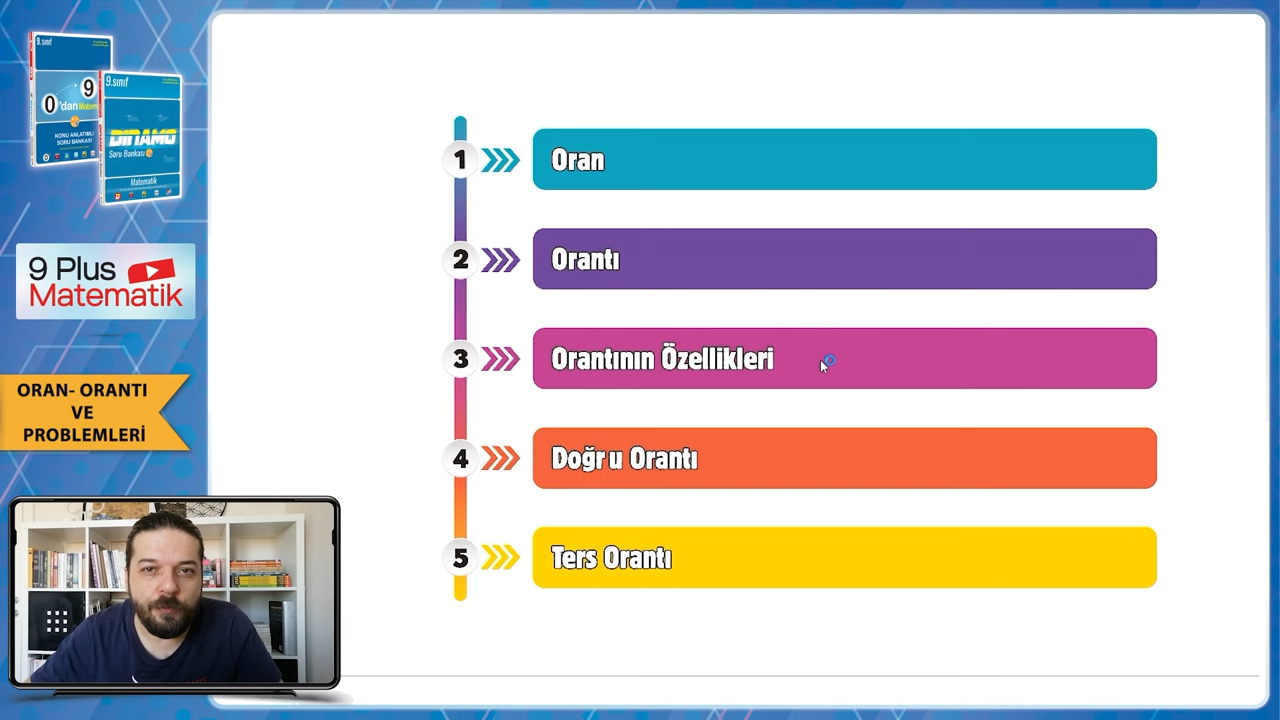 9.sınıf
9
0'dan Matem
KONU ANLATIMLI
SORU BANKASI
9.sınıf
DİNAMO
Soru Bankası
Matematik
9 Plus
Matematik
ORAN- ORANTI
VE
PROBLEMLERİ
1 Oran
2 Orantı
3 Orantının Özellikleri
4 Doğru Orantı
5 Ters Orantı